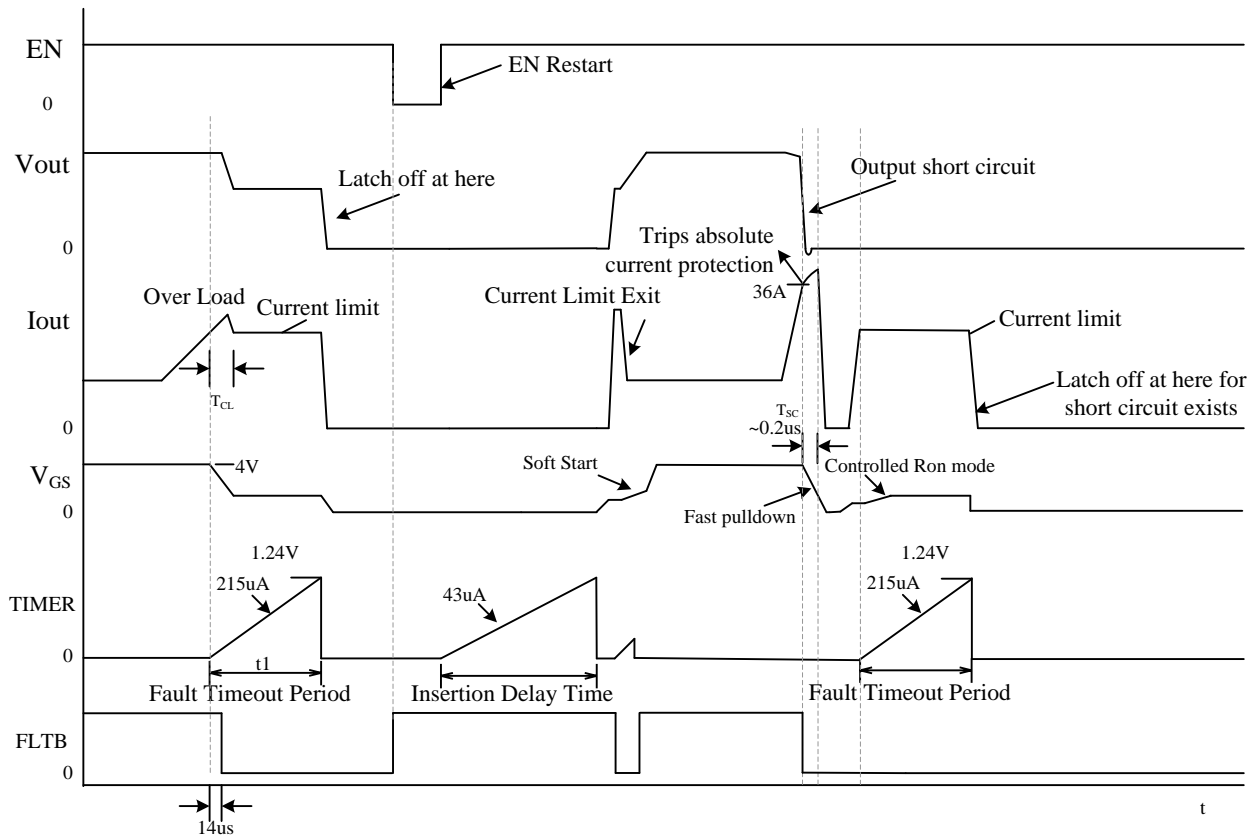 EN
EN Restart
0
Vout
Latch off at here
Output short circuit
0
Trips absolute
current protection
36A
Over Load
Current limit
Current Limit Exit
Iout
Current limit
TCL
Latch off at here for
short circuit exists
0
TSC
~0.2us
VGS
4V
Soft Start
Controlled Ron mode
0
Fast pulldown
1.24V
1.24V
215uA
43uA
215uA
TIMER
0
t1
Fault Timeout Period
Insertion Delay Time
Fault Timeout Period
FLTB
0
14us
t